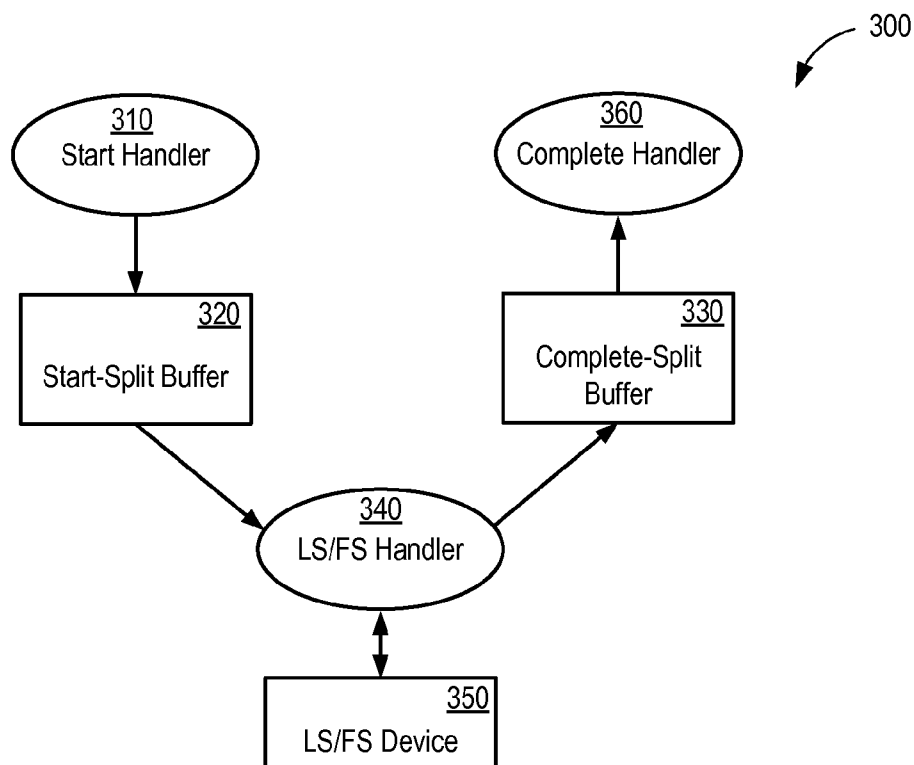 300
310
Start Handler
360
Complete Handler
320
Start-Split Buffer
330
Complete-Split
Buffer
340
LS/FS Handler
350
LS/FS Device